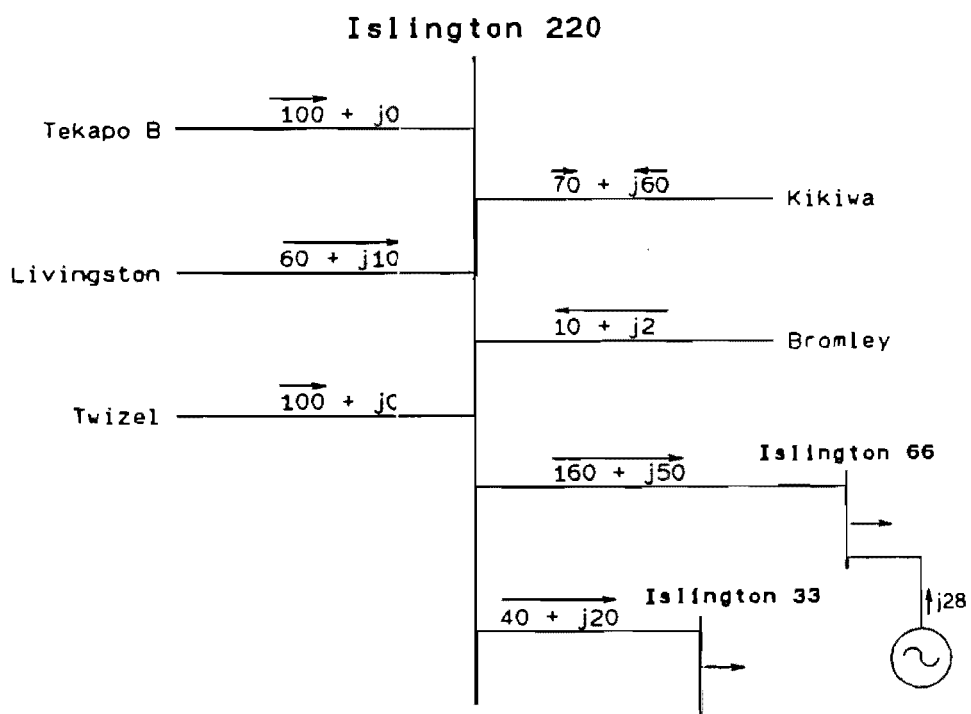 Islington 220
100 + j0
Tekapo B
70 + j60
Kikiwa
60 + j10
Livingston
10 + j2
Bromley
100 + j0
Twizel
Islington 66
160 + j50
Islington 33
j28
40 + j20